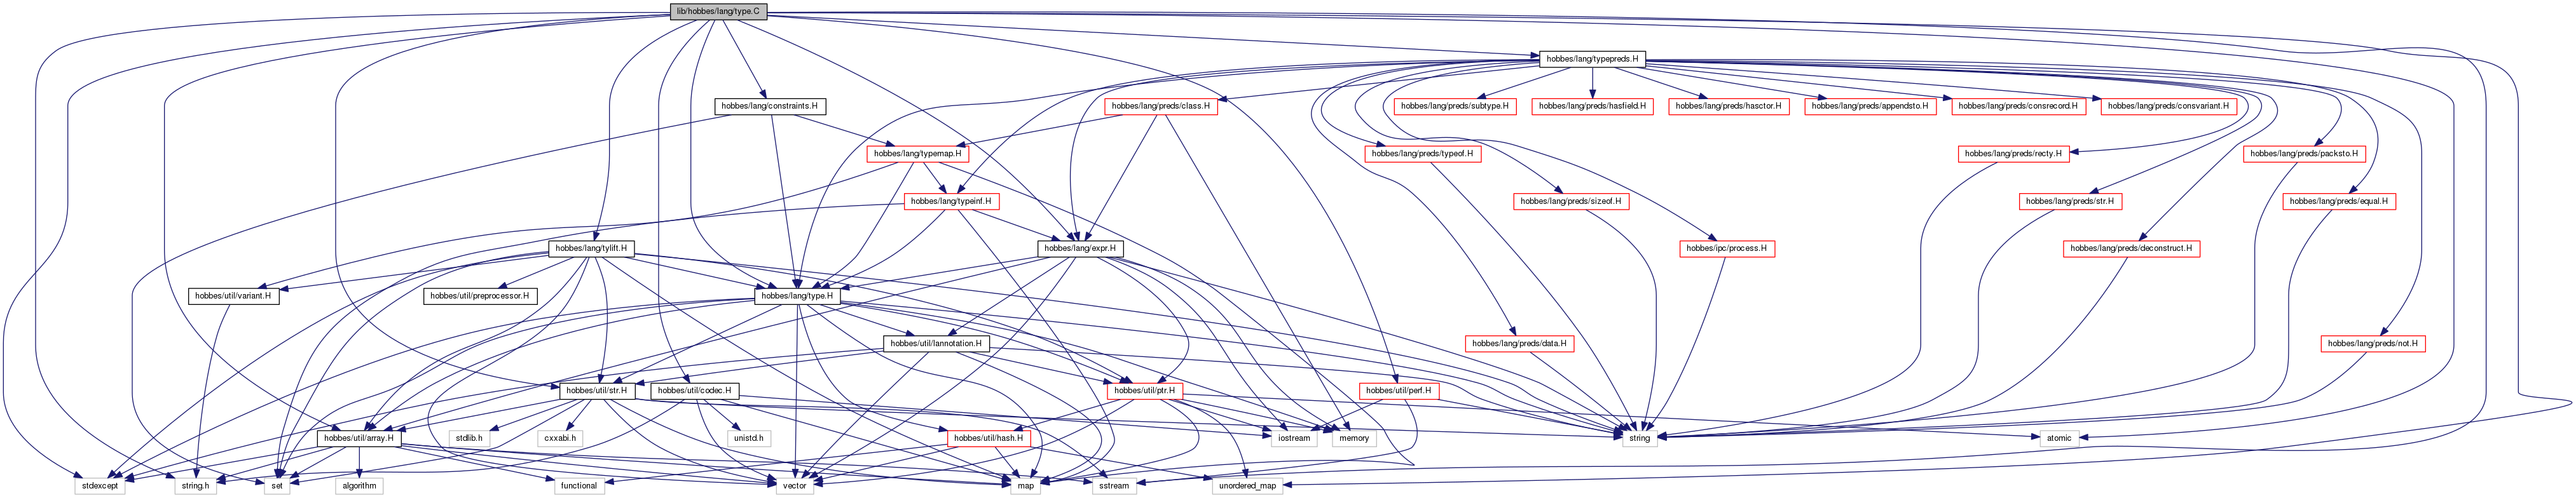 lib/hobbes/lang/type.C
hobbes/lang/typepreds.H
hobbes/lang/constraints.H
hobbes/lang/preds/class.H
hobbes/lang/preds/subtype.H
hobbes/lang/preds/hasfield.H
hobbes/lang/preds/hasctor.H
hobbes/lang/preds/appendsto.H
hobbes/lang/preds/consrecord.H
hobbes/lang/preds/consvariant.H
hobbes/lang/typemap.H
hobbes/lang/preds/typeof.H
hobbes/lang/preds/recty.H
hobbes/lang/preds/packsto.H
hobbes/lang/typeinf.H
hobbes/lang/preds/sizeof.H
hobbes/lang/preds/str.H
hobbes/lang/preds/equal.H
hobbes/lang/tylift.H
hobbes/lang/expr.H
hobbes/ipc/process.H
hobbes/lang/preds/deconstruct.H
hobbes/util/variant.H
hobbes/util/preprocessor.H
hobbes/lang/type.H
hobbes/util/lannotation.H
hobbes/lang/preds/data.H
hobbes/lang/preds/not.H
hobbes/util/str.H
hobbes/util/codec.H
hobbes/util/ptr.H
hobbes/util/perf.H
hobbes/util/array.H
stdlib.h
cxxabi.h
unistd.h
hobbes/util/hash.H
iostream
memory
string
atomic
stdexcept
string.h
set
algorithm
functional
vector
map
sstream
unordered_map